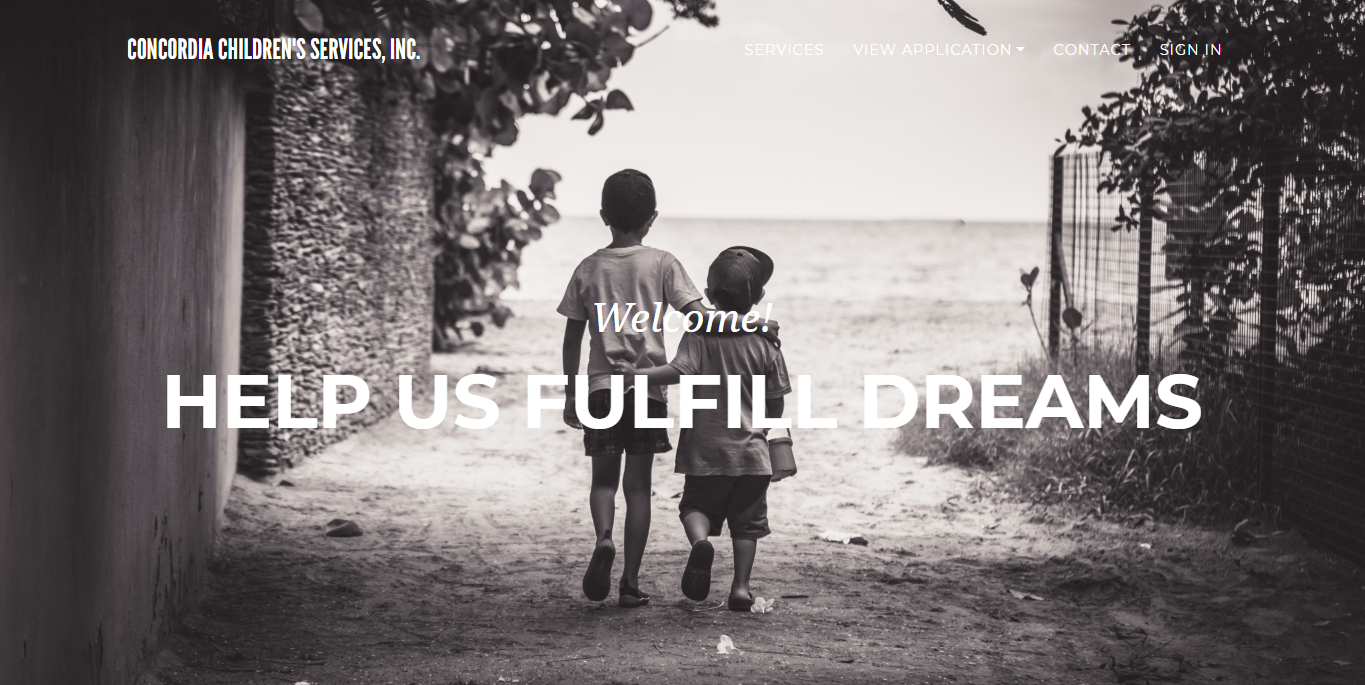 CONCORDIA CHILDREN'S SERVICES, INC.
SERVICES VIEW APPLICATION CONTACT SIGN IN
Welcome!
HELP US FULFILL DREAMS